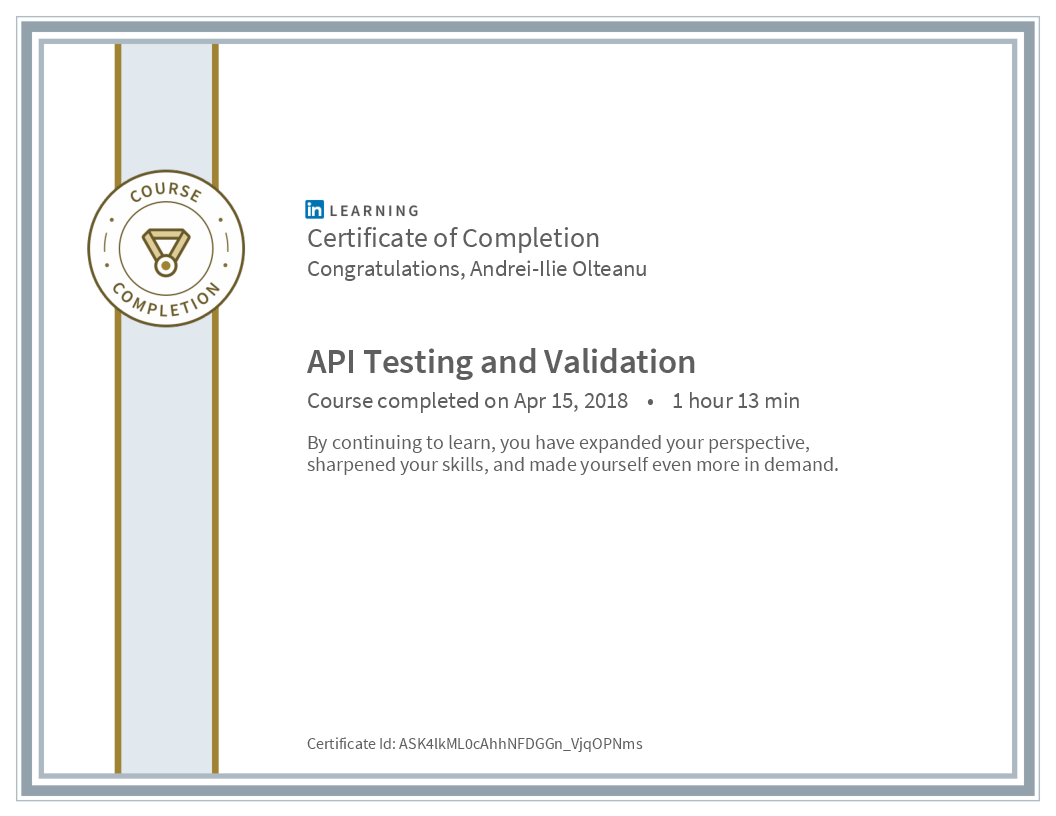 COURSE
COMPLETION
in LEARNING
Certificate of Completion
Congratulations, Andrei-Ilie Olteanu
API Testing and Validation
Course completed on Apr 15, 2018 • 1 hour 13 min
By continuing to learn, you have expanded your perspective,
sharpened your skills, and made yourself even more in demand.
Certificate Id: ASK4IkML0cAhhNFDGGn_VjqOPNms